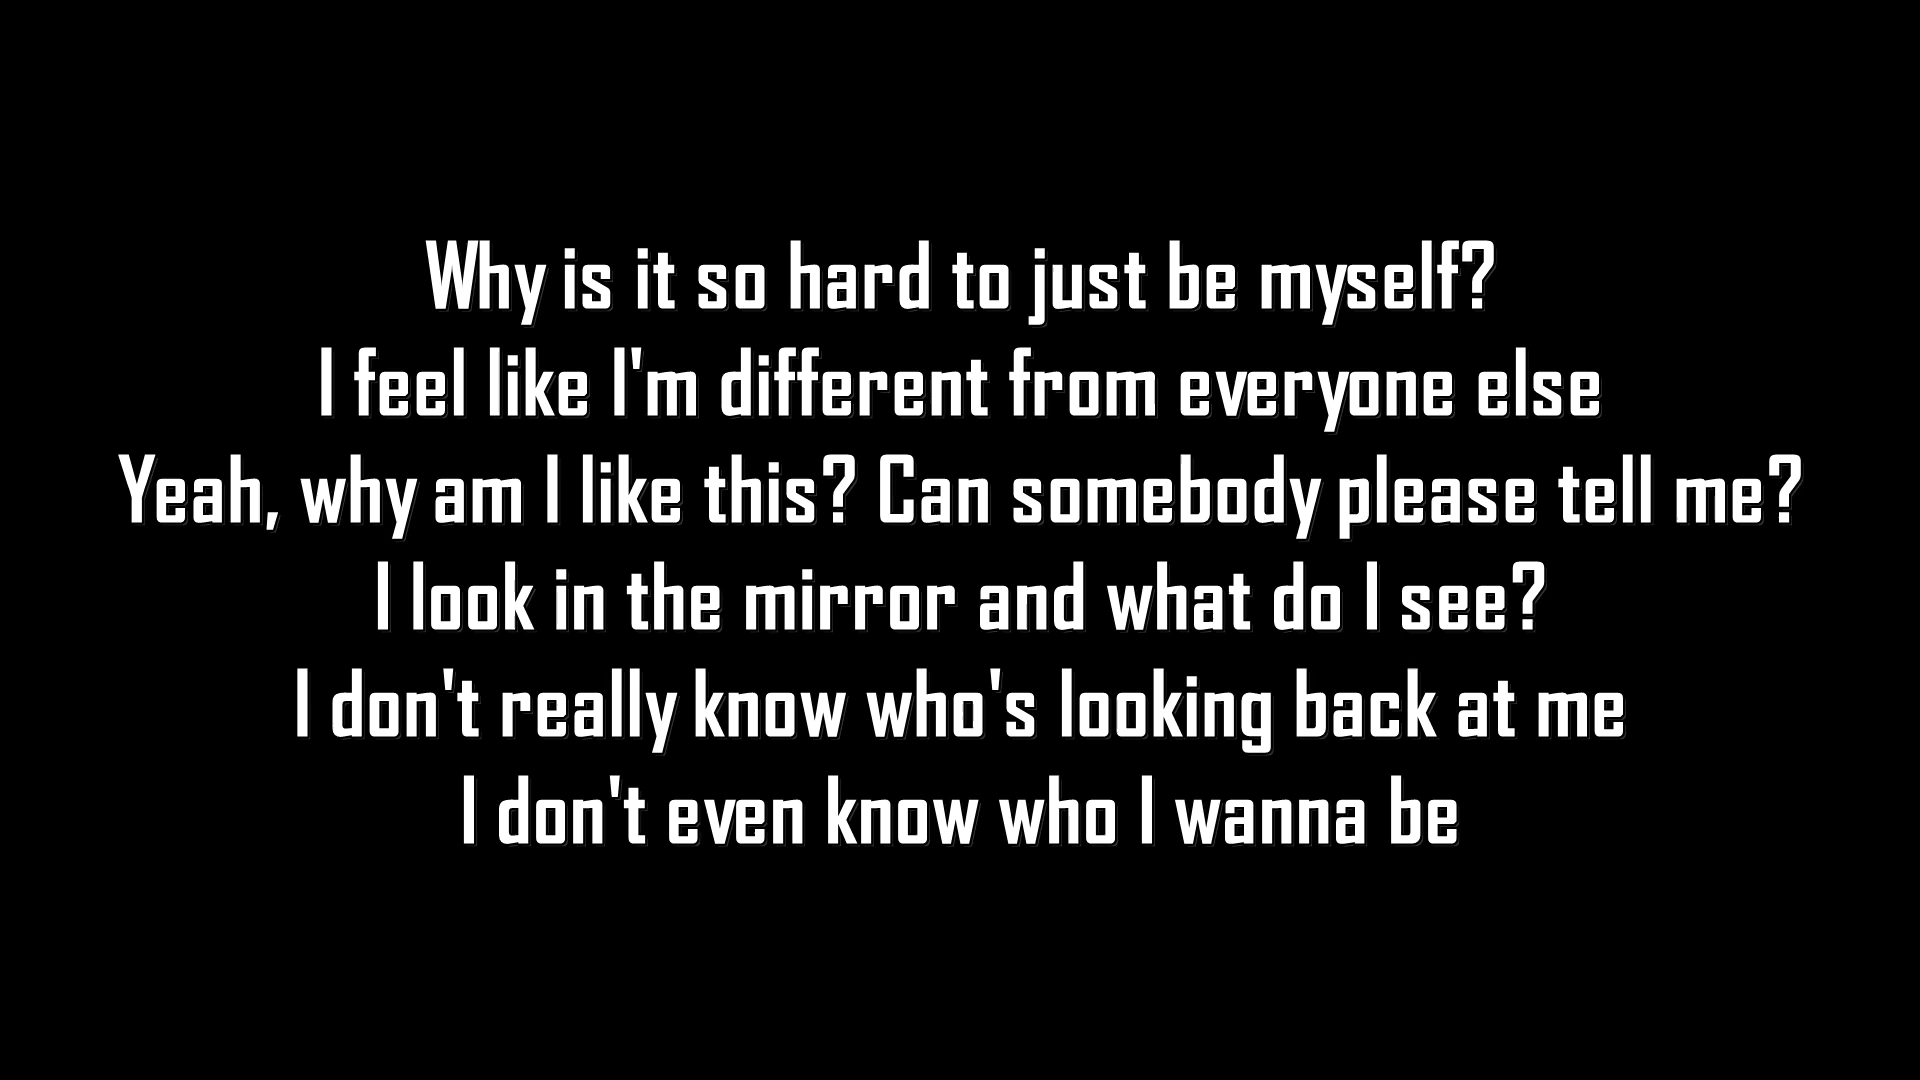 Why is it so hard to just be myself?
I feel like I'm different from everyone else
Yeah, why am I like this? Can somebody please tell me?
I look in the mirror and what do I see?
I don't really know who's looking back at me
I don't even know who I wanna be